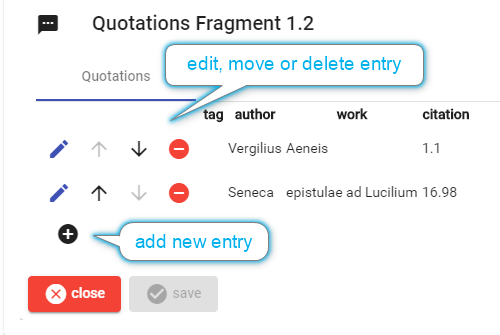 Quotations Fragment 1.2
Quotations
edit, move or delete entry
tag author work citation
Vergilius Aeneis 1.1
Seneca epistulae ad Lucilium 16.98
add new entry
close save